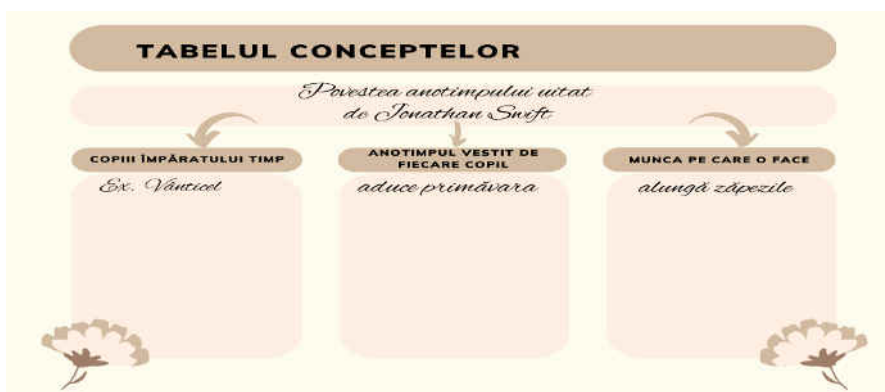 TABELUL CONCEPTELOR
Povestea anotimpului uitat
de Jonathan Swift
COPIII ÎMPĂRATULUI TIMP
Ex. Vânticel
ANOTIMPUL VESTIT DE
FIECARE COPIL
aduce primăvara
MUNCA PE CARE O FACE
alungă zăpezile